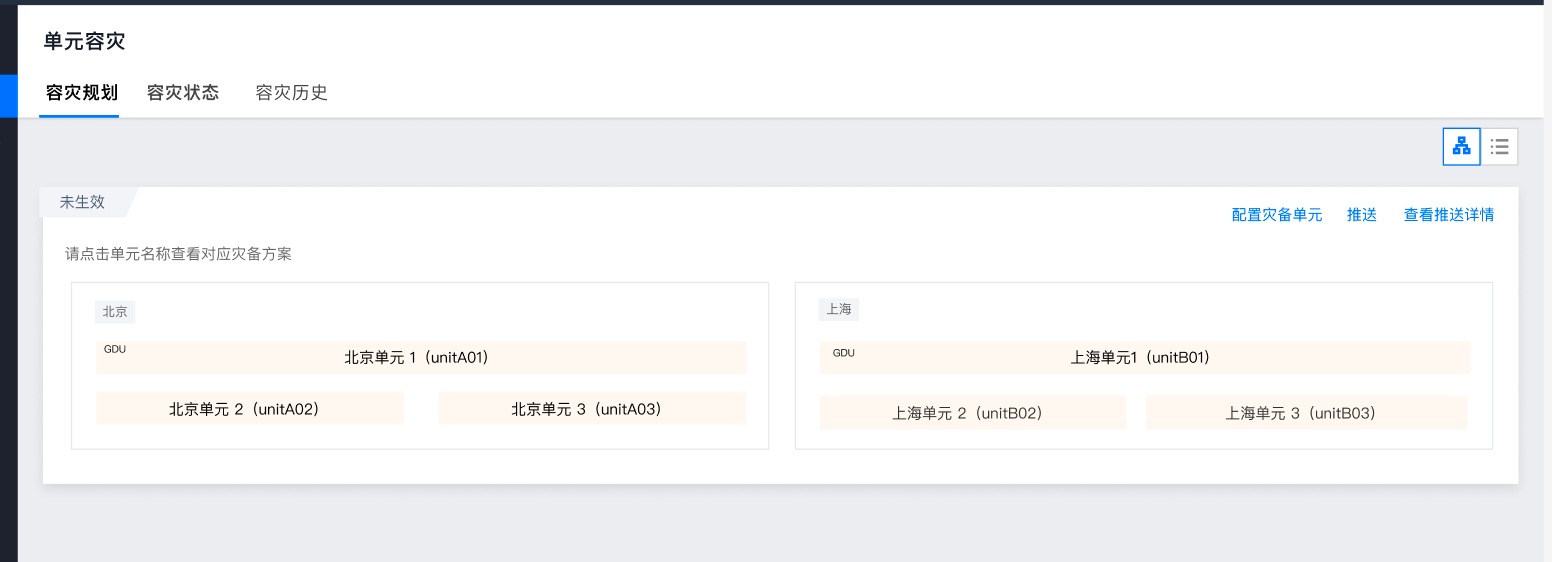 单元容灾
容灾规划 容灾状态 容灾历史
未生效
配置灾备单元 推送 查看推送详情
请点击单元名称查看对应灾备方案
北京
GDU
北京单元 1（unitA01）
北京单元 2（unitA02） 北京单元 3（unitA03）
上海
GDU
上海单元1（unitB01）
上海单元 2（unitB02） 上海单元 3（unitB03）